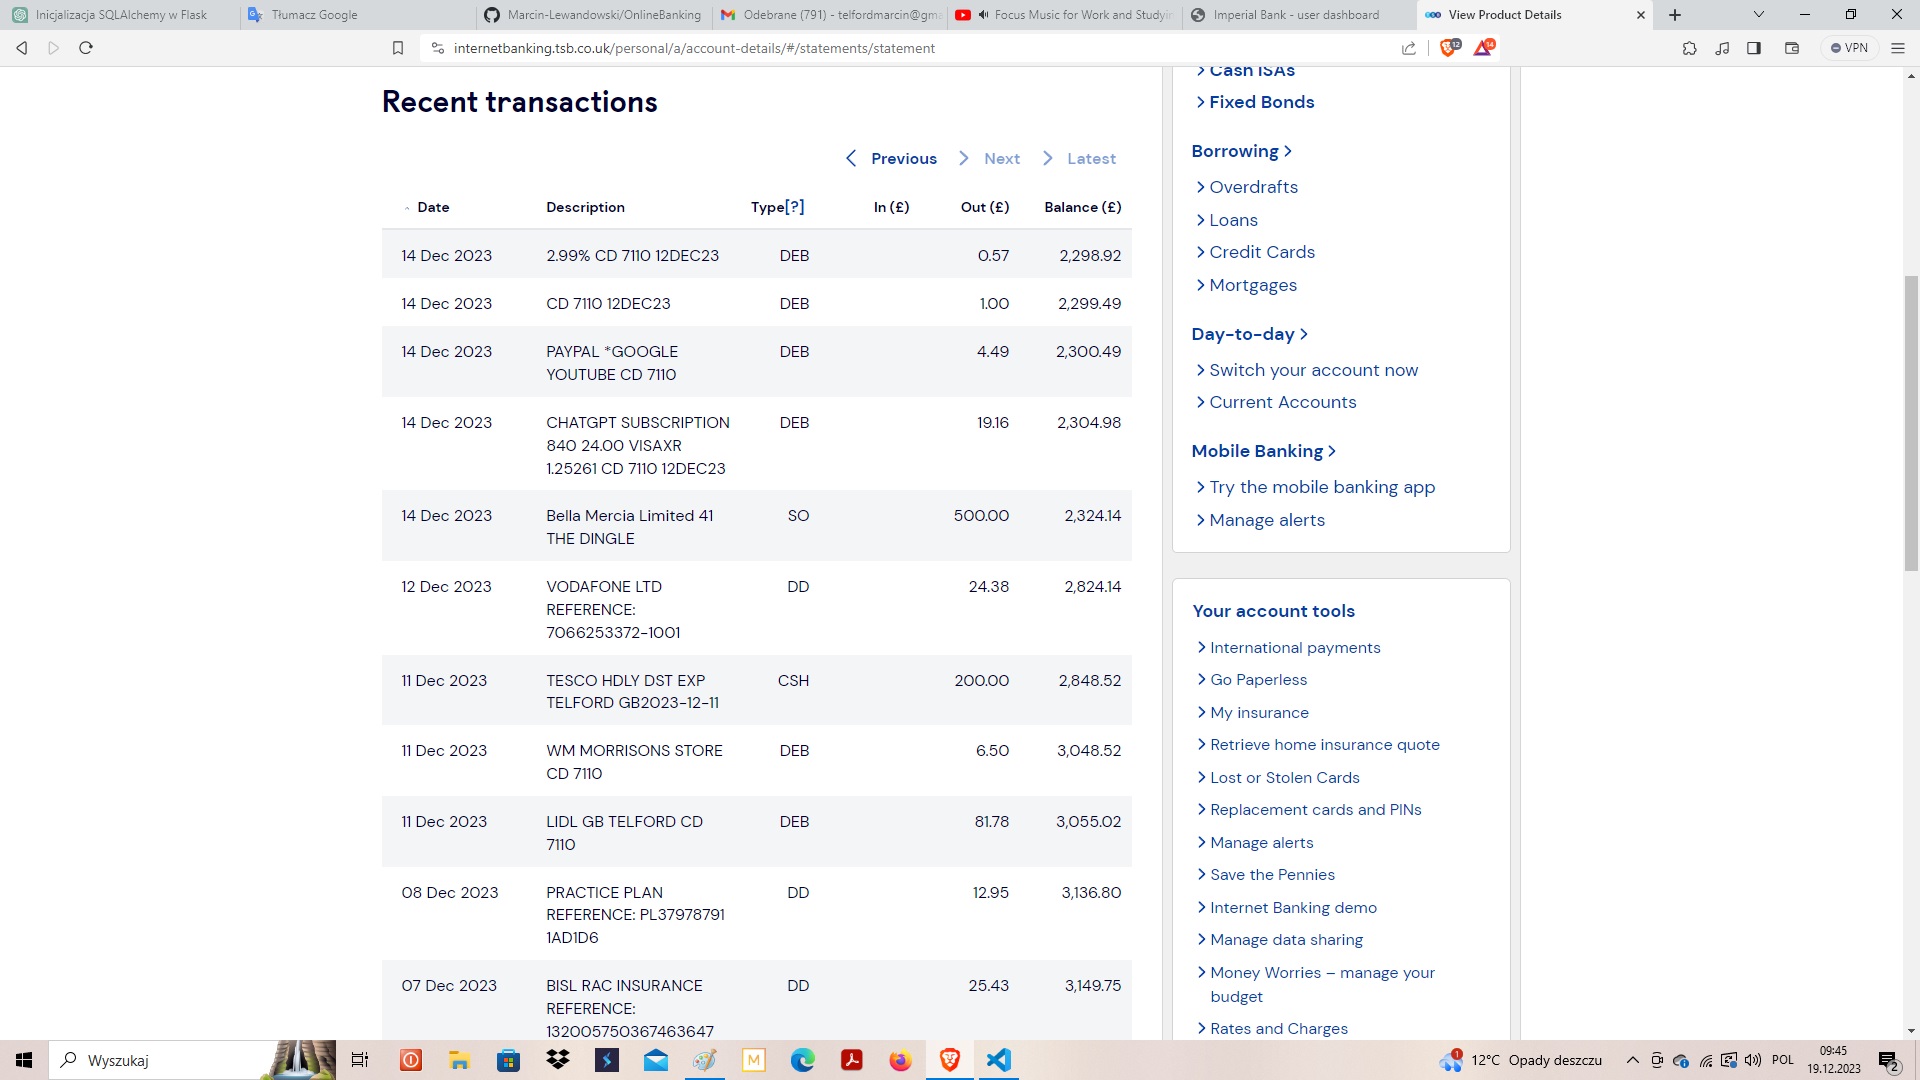 Inicjalizacja SQLAlchemy w Flask
Tłumacz Google
Marcin-Lewandowski/OnlineBanking
Odebrane (791) - telfordmarcin@gma
Focus Music for Work and Studyin
Imperial Bank - user dashboard
View Product Details
internetbanking.tsb.co.uk/personal/a/account-details/#/statements/statement
12
14
VPN
Recent transactions
Previous Next Latest
Date Description Type[?] In (£) Out (£) Balance (£)
14 Dec 2023 2.99% CD 7110 12DEC23 DEB 0.57 2,298.92
14 Dec 2023 CD 7110 12DEC23 DEB 1.00 2,299.49
14 Dec 2023 PAYPAL *GOOGLE DEB 4.49 2,300.49
YOUTUBE CD 7110
14 Dec 2023 CHATGPT SUBSCRIPTION DEB 19.16 2,304.98
840 24.00 VISAXR
1.25261 CD 7110 12DEC23
14 Dec 2023 Bella Mercia Limited 41 SO 500.00 2,324.14
THE DINGLE
12 Dec 2023 VODAFONE LTD DD 24.38 2,824.14
REFERENCE:
7066253372-1001
11 Dec 2023 TESCO HDLY DST EXP CSH 200.00 2,848.52
TELFORD GB2023-12-11
11 Dec 2023 WM MORRISONS STORE DEB 6.50 3,048.52
CD 7110
11 Dec 2023 LIDL GB TELFORD CD DEB 81.78 3,055.02
7110
08 Dec 2023 PRACTICE PLAN DD 12.95 3,136.80
REFERENCE: PL37978791
1AD1D6
07 Dec 2023 BISL RAC INSURANCE DD 25.43 3,149.75
REFERENCE:
132005750367463647
Cash ISAs
Fixed Bonds
Borrowing
Overdrafts
Loans
Credit Cards
Mortgages
Day-to-day
Switch your account now
Current Accounts
Mobile Banking
Try the mobile banking app
Manage alerts
Your account tools
International payments
Go Paperless
My insurance
Retrieve home insurance quote
Lost or Stolen Cards
Replacement cards and PINs
Manage alerts
Save the Pennies
Internet Banking demo
Manage data sharing
Money Worries – manage your
budget
Rates and Charges
Wyszukaj
M
1
12°C Opady deszczu
POL
09:45
19.12.2023
2